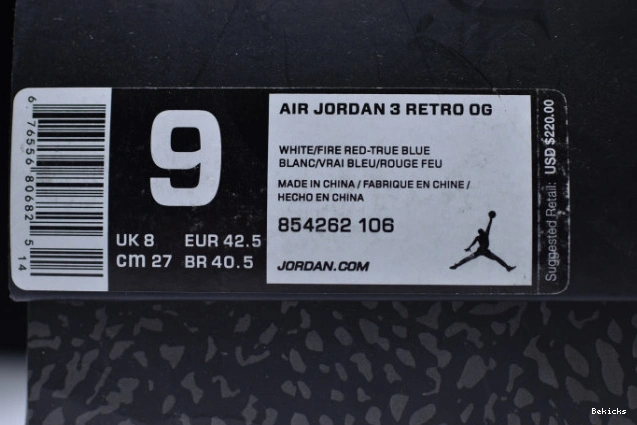 6 76556 80682 5 14
9
UK 8 EUR 42.5
cm 27 BR 40.5
AIR JORDAN 3 RETRO OG
WHITE/FIRE RED-TRUE BLUE
BLANC/VRAI BLEU/ROUGE FEU
MADE IN CHINA / FABRIQUE EN CHINE /
HECHO EN CHINA
854262 106
JORDAN.COM
Suggested Retail: USD $220.00
Bekicks